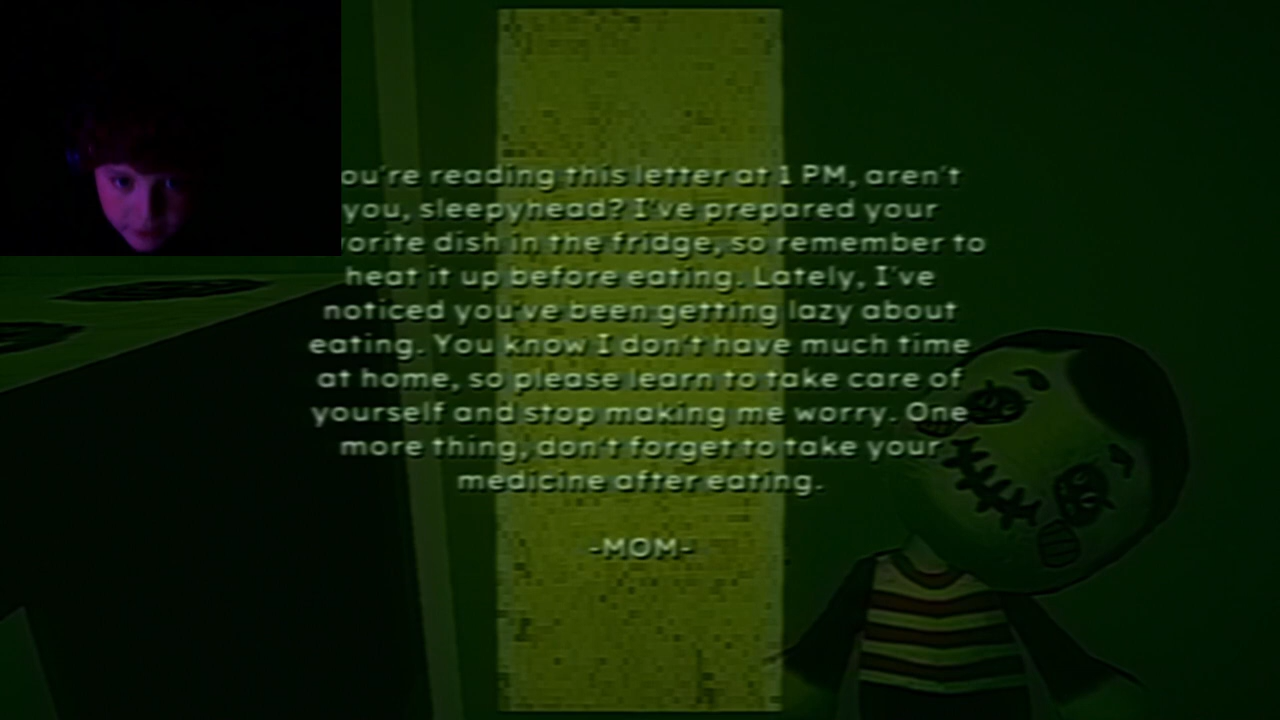 ou're reading this letter at 1 PM, aren't
you, sleepyhead? I've prepared your
vorite dish in the fridge, so remember to
heat it up before eating. Lately, I've
noticed you've been getting lazy about
eating. You know I don't have much time
at home, so please learn to take care of
yourself and stop making me worry. One
more thing, don't forget to take your
medicine after eating.
-MOM-